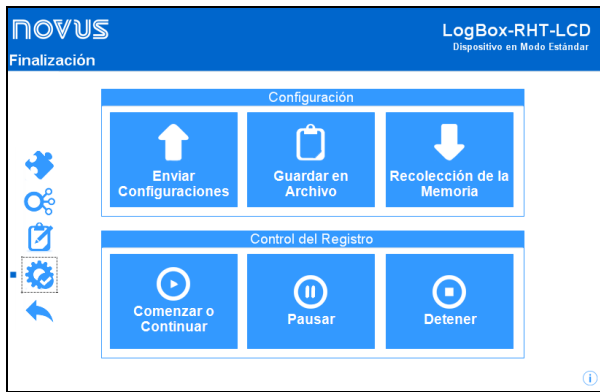 NOVUS
LogBox-RHT-LCD
Dispositivo en Modo Estándar
Finalización
Configuración
Enviar
Configuraciones
Guardar en
Archivo
Recolección de la
Memoria
Control del Registro
Comenzar o
Continuar
Pausar
Detener
i